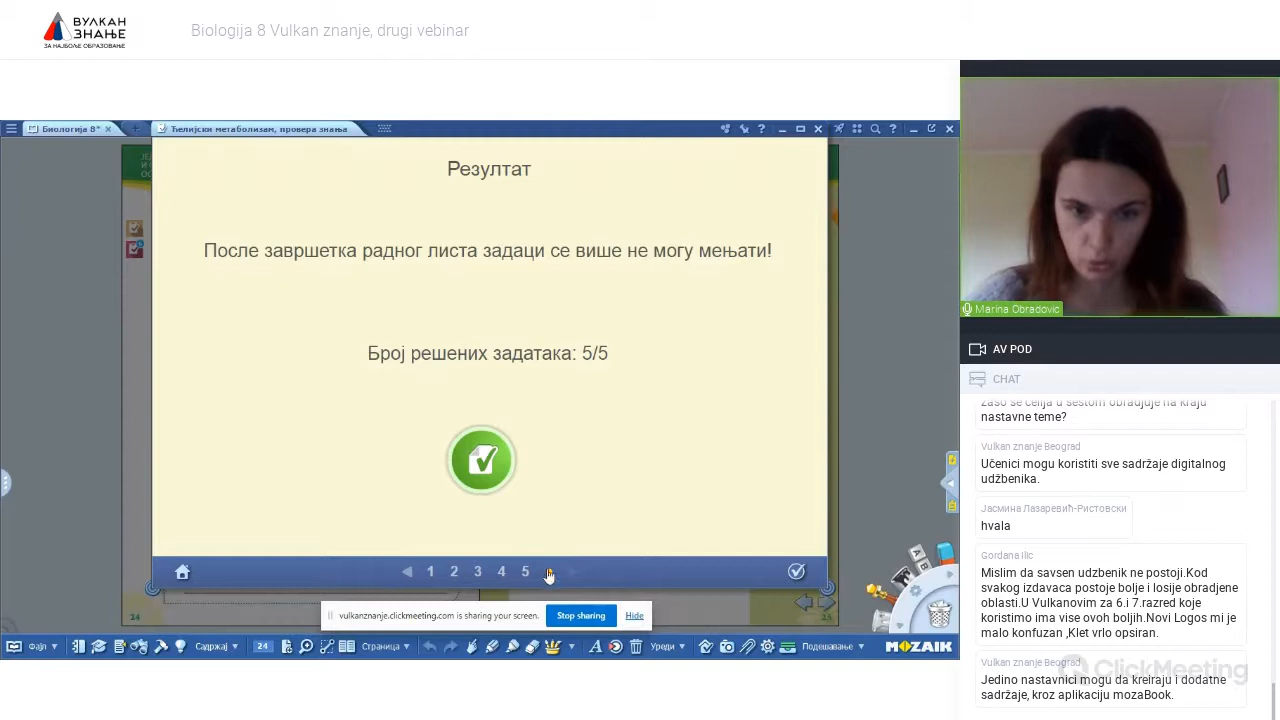 ВУЛКАН
ЗНАЊЕ
ЗА НАЈБОЉЕ ОБРАЗОВАЊЕ
Biologija 8 Vulkan znanje, drugi vebinar
Биологија 8*
Ћелијски метаболизам, провера знања
Резултат
После завршетка радног листа задаци се више не могу мењати!
Број решених задатака: 5/5
1 2 3 4 5
24
25
vulkanznanje.clickmeeting.com is sharing your screen.
Stop sharing
Hide
Фајл
Садржај
24
Страница
Уреди
Подешавање
MOZAIK
Marina Obradovic
AV POD
CHAT
Zašo se ćelija u šestom obradjuje na kraju
nastavne teme?
Vulkan znanje Beograd
Učenici mogu koristiti sve sadržaje digitalnog
udžbenika.
Јасмина Лазаревић-Ристовски
hvala
Gordana Ilic
Mislim da savsen udzbenik ne postoji.Kod
svakog izdavaca postoje bolje i losije obradjene
oblasti.U Vulkanovim za 6.i 7.razred koje
koristimo ima vise ovoh boljih.Novi Logos mi je
malo konfuzan ,Klet vrlo opsiran.
Vulkan znanje Beograd
Jedino nastavnici mogu da kreiraju i dodatne
sadržaje, kroz aplikaciju mozaBook.
ClickMeeting